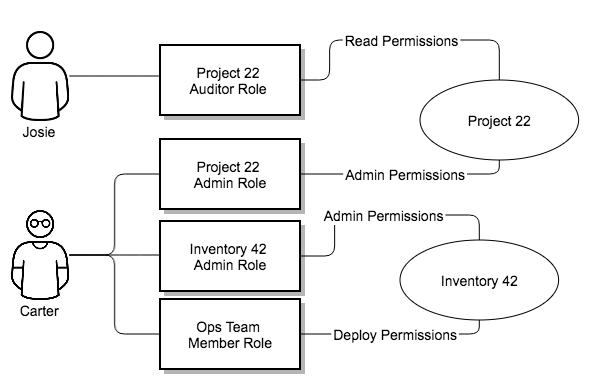 Read Permissions
Project 22
Auditor Role
Project 22
Josie
Project 22
Admin Role
Admin Permissions
Admin Permissions
Inventory 42
Admin Role
Inventory 42
Carter
Ops Team
Member Role
Deploy Permissions